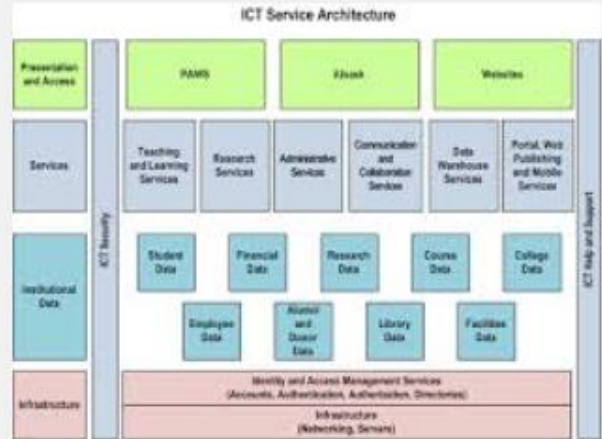 ICT Service Architecture
Presentation
and Access
PAWS
Websites
Services
Teaching
and Learning
Services
Research
Services
Administrative
Services
Communication
and
Collaboration
Services
Data
Warehouse
Services
Portal, Web
Publishing
and Mobile
Services
ICT Security
ICT Help and Support
Institutional
Data
Student
Data
Financial
Data
Research
Data
Course
Data
College
Data
Employee
Data
Alumni
and
Donor
Data
Library
Data
Facilities
Data
Infrastructure
Identity and Access Management Services
(Accounts, Authentication, Authorization, Directories)
Infrastructure
(Networking, Servers)